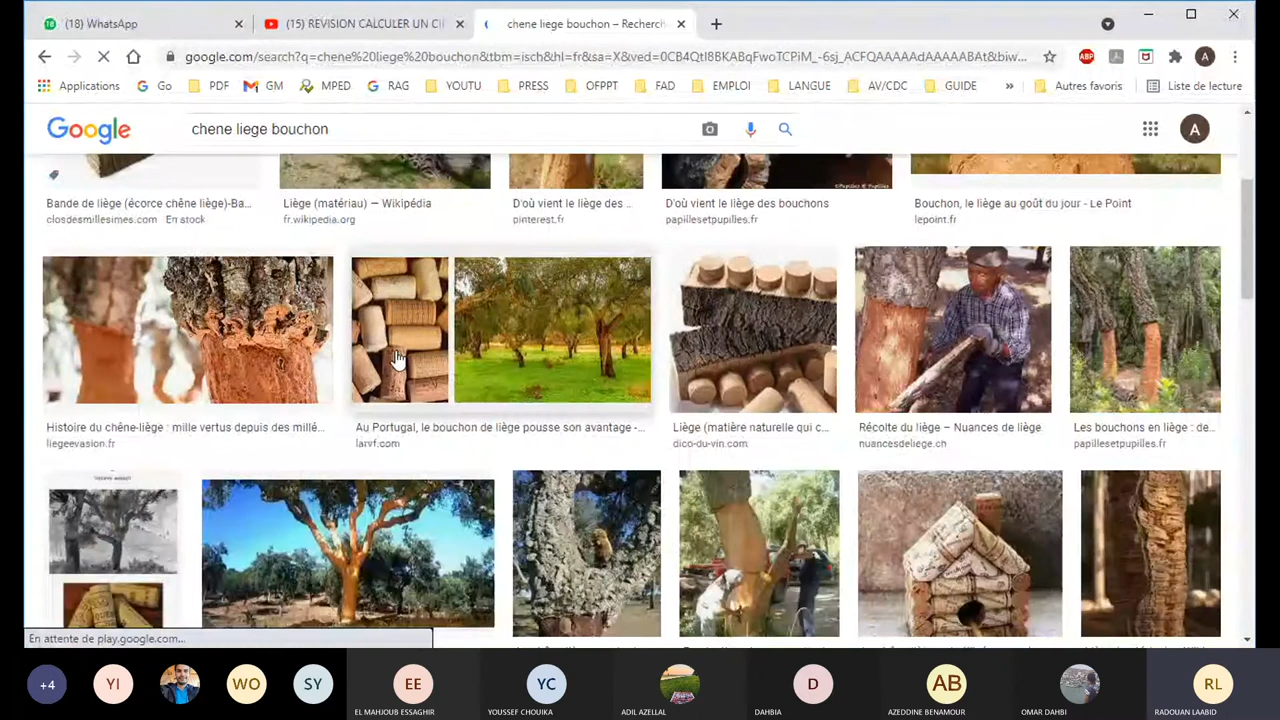 (18) WhatsApp
(15) REVISION CALCULER UN CI
chene liege bouchon – Recherch
google.com/search?q=chene%20liege%20bouchon&tbm=isch&hl=fr&sa=X&ved=0CB4QtI8BKABqFwoTCPiM_-6sj_ACFQAAAAAdAAAAABAt&biw...
ABP
A
Applications
Go
PDF
GM
MPED
RAG
YOUTU
PRESS
OFPPT
FAD
EMPLOI
LANGUE
AV/CDC
GUIDE
»
Autres favoris
Liste de lecture
Google
chene liege bouchon
A
©Papilles & Pupilles
Bande de liège (écorce chêne liège)-Ba...
closdesmillesimes.com En stock
Liège (matériau) — Wikipédia
fr.wikipedia.org
D'où vient le liège des ...
pinterest.fr
D'où vient le liège des bouchons
papillesetpupilles.fr
Bouchon, le liège au goût du jour - Le Point
lepoint.fr
Histoire du chêne-liège : mille vertus depuis des millé...
liegeevasion.fr
Au Portugal, le bouchon de liège pousse son avantage -...
larvf.com
Liège (matière naturelle qui c...
dico-du-vin.com
Récolte du liège – Nuances de liège
nuancesdeliege.ch
Les bouchons en liège : de...
papillesetpupilles.fr
En attente de play.google.com...
+4
YI
WO
SY
EE
EL MAHJOUB ESSAGHIR
YC
YOUSSEF CHOUIKA
ADIL AZELLAL
D
DAHBIA
AB
AZEDDINE BENAMOUR
OMAR DAHBI
RL
RADOUAN LAABID